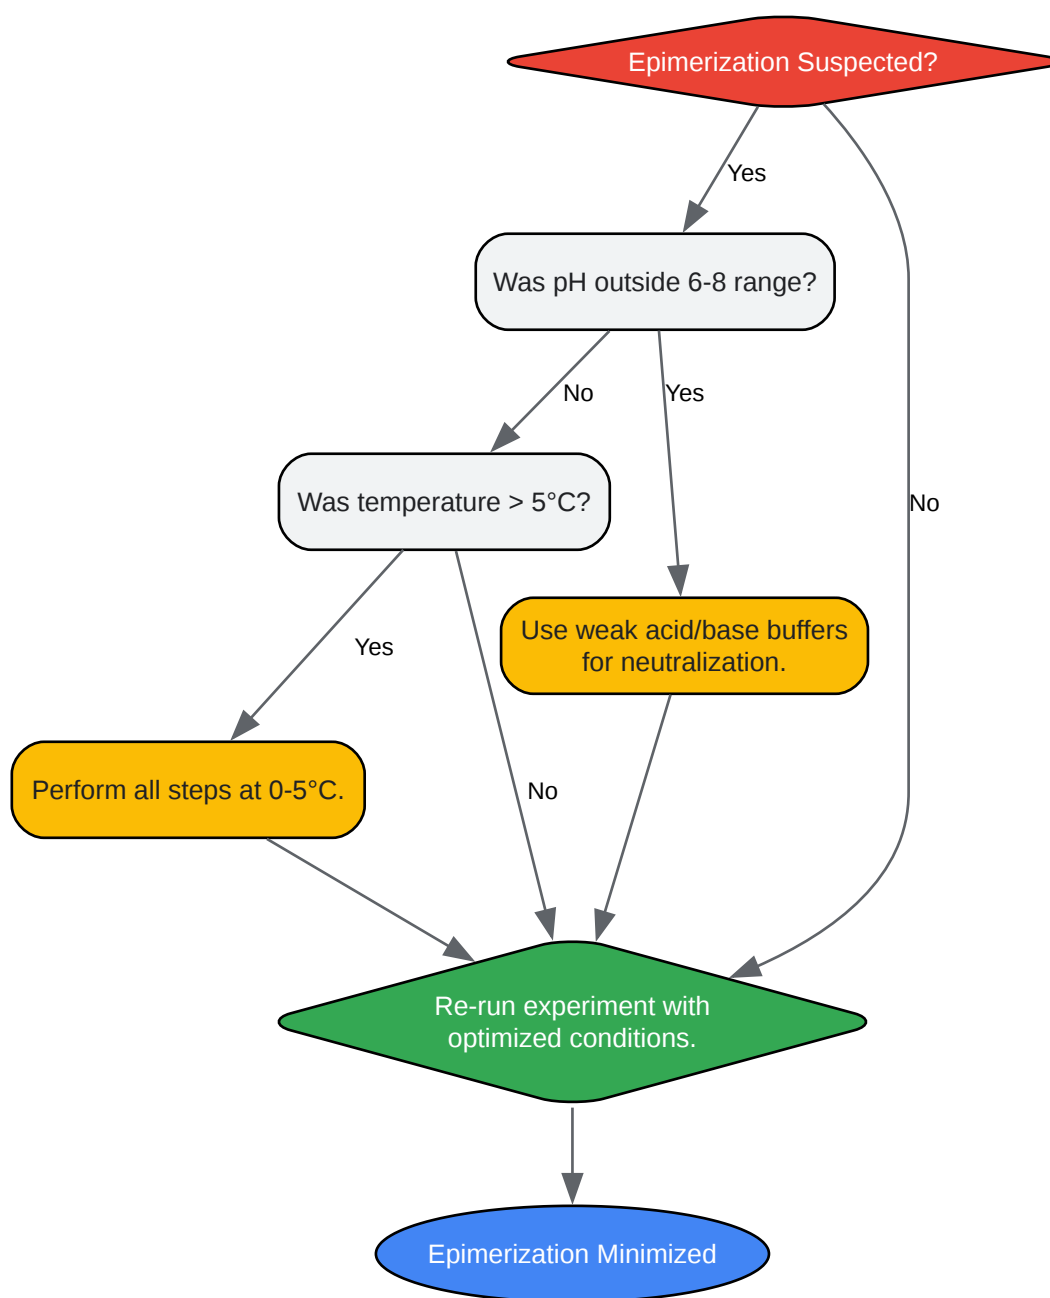 Epimerization Suspected?
Yes
Was pH outside 6-8 range?
No
Yes
Was temperature > 5°C?
No
Use weak acid/base buffers
for neutralization.
Yes
Perform all steps at 0-5°C.
No
Re-run experiment with
optimized conditions.
Epimerization Minimized